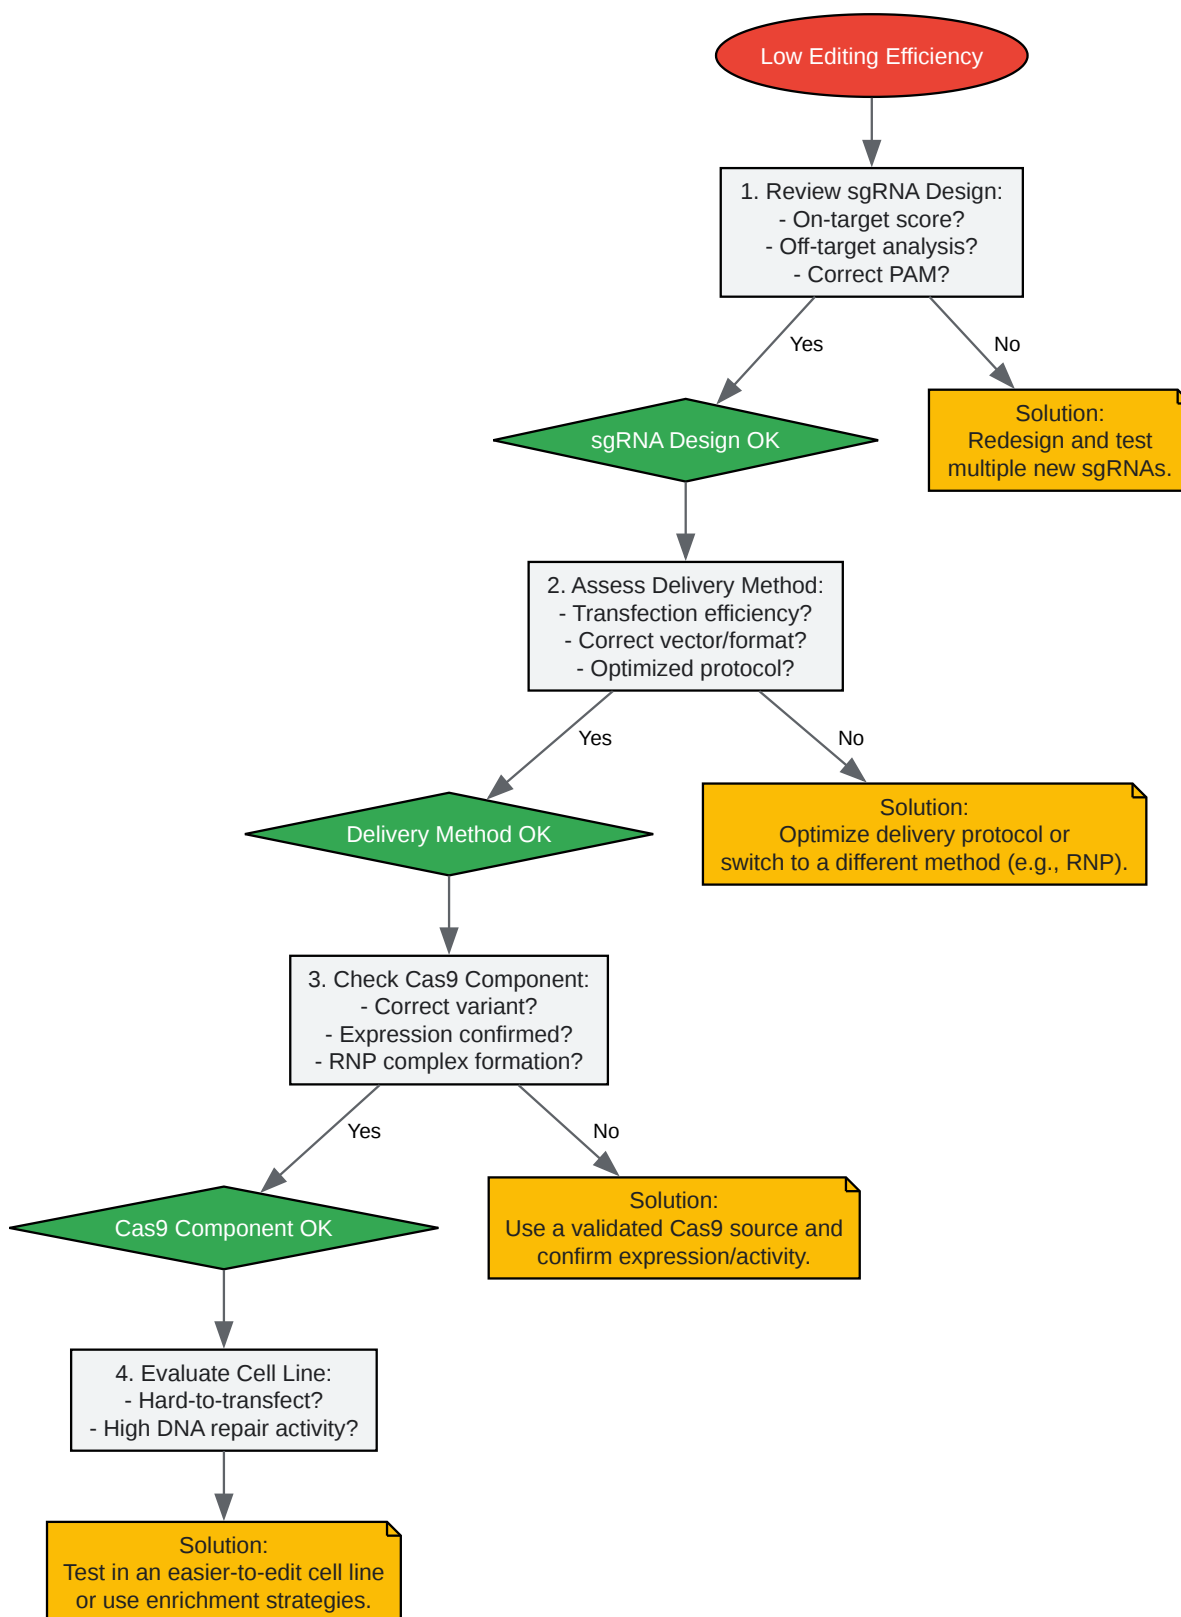 Low Editing Efficiency
1. Review sgRNA Design:
- On-target score?
- Off-target analysis?
- Correct PAM?
Yes
No
sgRNA Design OK
Solution:
Redesign and test
multiple new sgRNAs.
2. Assess Delivery Method:
- Transfection efficiency?
- Correct vector/format?
- Optimized protocol?
Yes
No
Delivery Method OK
Solution:
Optimize delivery protocol or
switch to a different method (e.g., RNP).
3. Check Cas9 Component:
- Correct variant?
- Expression confirmed?
- RNP complex formation?
Yes
No
Cas9 Component OK
Solution:
Use a validated Cas9 source and
confirm expression/activity.
4. Evaluate Cell Line:
- Hard-to-transfect?
- High DNA repair activity?
Solution:
Test in an easier-to-edit cell line
or use enrichment strategies.